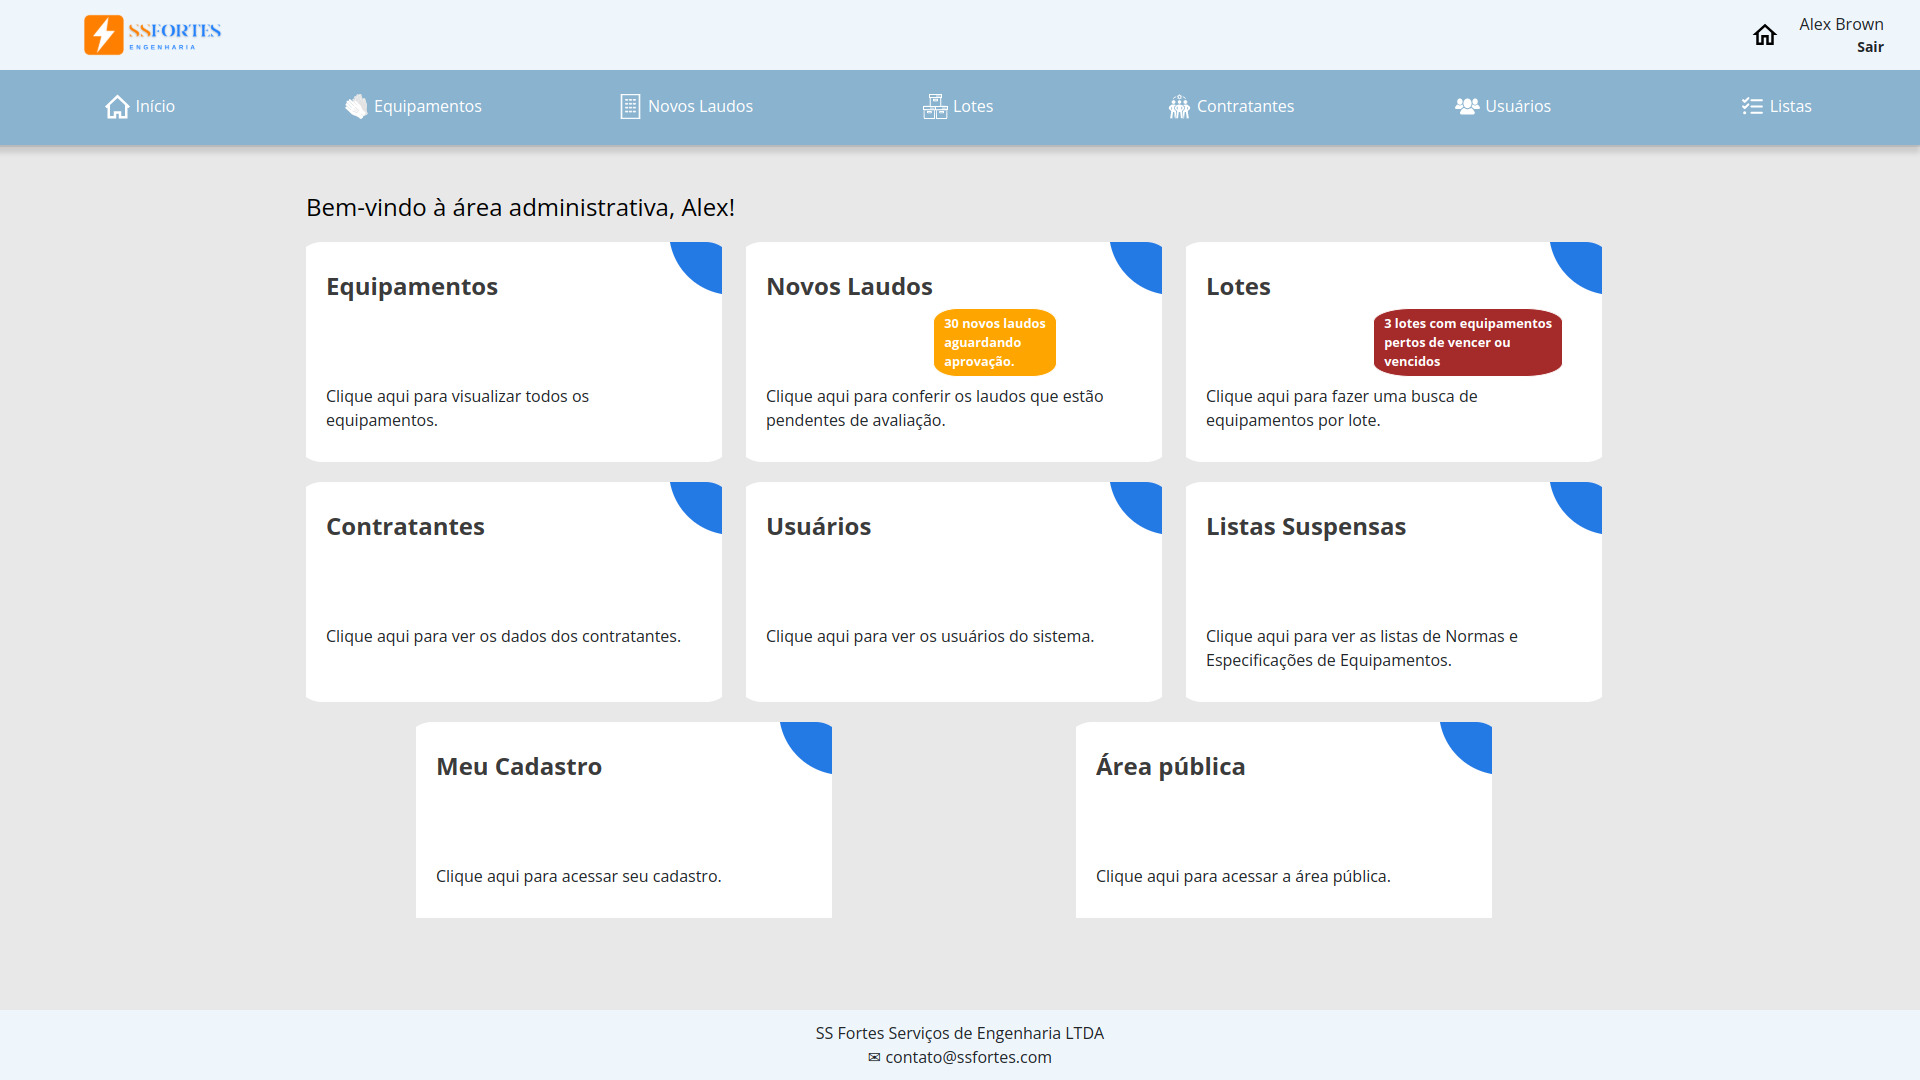 SSFORTES
ENGENHARIA
Alex Brown
Sair
Início
Equipamentos
Novos Laudos
Lotes
Contratantes
Usuários
Listas
Bem-vindo à área administrativa, Alex!
Equipamentos
Clique aqui para visualizar todos os
equipamentos.
Novos Laudos
30 novos laudos
aguardando
aprovação.
Clique aqui para conferir os laudos que estão
pendentes de avaliação.
Lotes
3 lotes com equipamentos
pertos de vencer ou
vencidos
Clique aqui para fazer uma busca de
equipamentos por lote.
Contratantes
Clique aqui para ver os dados dos contratantes.
Usuários
Clique aqui para ver os usuários do sistema.
Listas Suspensas
Clique aqui para ver as listas de Normas e
Especificações de Equipamentos.
Meu Cadastro
Clique aqui para acessar seu cadastro.
Área pública
Clique aqui para acessar a área pública.
SS Fortes Serviços de Engenharia LTDA
✉ contato@ssfortes.com